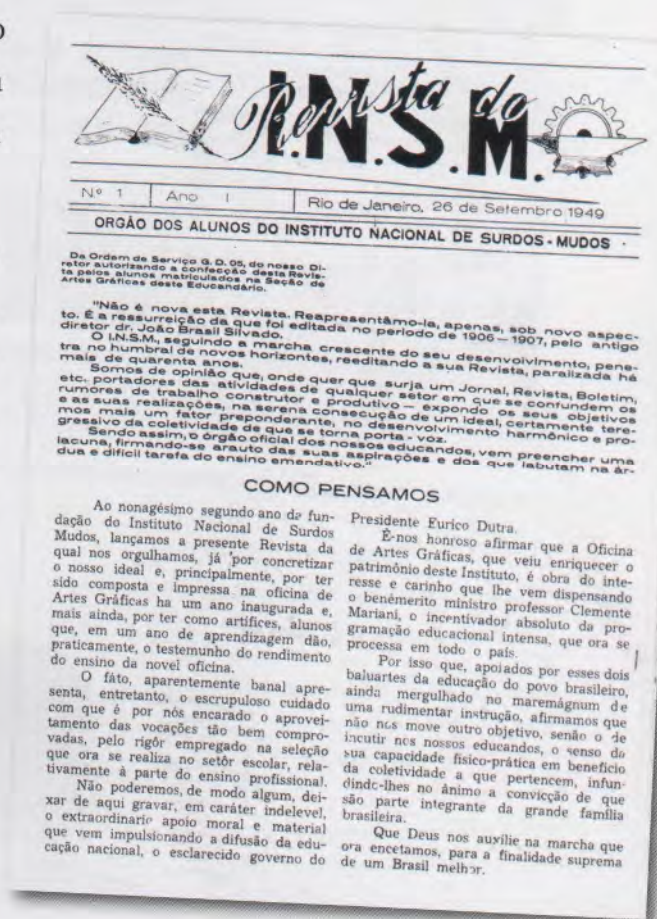 Revista do
I.N.S.M.
N.º 1 Ano I Rio de Janeiro, 26 de Setembro 1949
ORGÃO DOS ALUNOS DO INSTITUTO NACIONAL DE SURDOS - MUDOS
Da Ordem de Serviço G. D. 05, do nosso Di-
retor autorizando a confecção desta Revis-
ta pelos alunos matriculados na Seção de
Artes Gráficas deste Educandário.
"Não é nova esta Revista. Reapresentâmo-la, apenas, sob novo aspec-
to. É a ressurreição da que foi editada no período de 1906 — 1907, pelo antigo
diretor dr. João Brasil Silvado.
O I.N.S.M., seguindo a marcha crescente do seu desenvolvimento, pene-
tra no humbral de novos horizontes, reeditando a sua Revista, paralizada há
mais de quarenta anos.
Somos de opinião que, onde quer que surja um Jornal, Revista, Boletim,
etc. portadores das atividades de qualquer setor em que se confundem os
rumores de trabalho construtor e produtivo — expondo os seus objetivos
e as suas realizações, na serena consecução de um ideal, certamente tere-
mos mais um fator preponderante, no desenvolvimento harmônico e pro-
gressivo da coletividade de que se torna porta - voz.
Sendo assim, o órgão oficial dos nossos educandos, vem preencher uma
lacuna, firmando-se arauto das suas aspirações e dos que labutam na ár-
dua e difícil tarefa do ensino emendativo."
COMO PENSAMOS
Ao nonagésimo segundo ano de fun-
dação do Instituto Nacional de Surdos
Mudos, lançamos a presente Revista da
qual nos orgulhamos, já por concretizar
o nosso ideal e, principalmente, por ter
sido composta e impressa na oficina de
Artes Gráficas ha um ano inaugurada e,
mais ainda, por ter como artifices, alunos
que, em um ano de aprendizagem dão,
praticamente, o testemunho do rendimento
do ensino da novel oficina.
O fáto, aparentemente banal apre-
senta, entretanto, o escrupuloso cuidado
com que é por nós encarado o aprovei-
tamento das vocações tão bem compro-
vadas, pelo rigôr empregado na seleção
que ora se realiza no setôr escolar, rela-
tivamente à parte do ensino profissional.
Não poderemos, de modo algum, dei-
xar de aqui gravar, em caráter indelevel,
o extraordinario apoio moral e material
que vem impulsionando a difusão da edu-
cação nacional, o esclarecido governo do
Presidente Eurico Dutra.
É-nos honroso afirmar que a Oficina
de Artes Gráficas, que veiu enriquecer o
patrimônio deste Instituto, é obra do inte-
resse e carinho que lhe vem dispensando
o benémerito ministro professor Clemente
Mariani, o incentivador absoluto da pro-
gramação educacional intensa, que ora se
processa em todo o país.
Por isso que, apoiados por esses dois
baluartes da educação do povo brasileiro,
ainda mergulhado no maremágnum de
uma rudimentar instrução, afirmamos que
não nos move outro objetivo, senão o de
incutir nos nossos educandos, o senso da
sua capacidade físico-prática em beneficio
da coletividade a que pertencem, infun-
dindo-lhes no ânimo a convicção de que
são parte integrante da grande família
brasileira.
Que Deus nos auxilie na marcha que
ora encetamos, para a finalidade suprema
de um Brasil melhor.